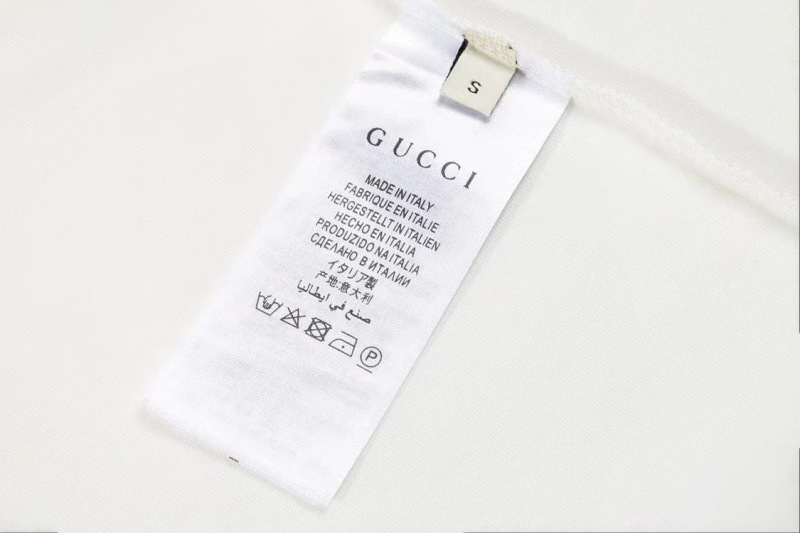 S
GUCCI
MADE IN ITALY
FABRIQUE EN ITALIE
HERGESTELLT IN ITALIEN
HECHO EN ITALIA
PRODUZIDO NA ITALIA
СДЕЛАНО В ИТАЛИИ
イタリア製
产地:意大利
صنع في ايطاليا
P